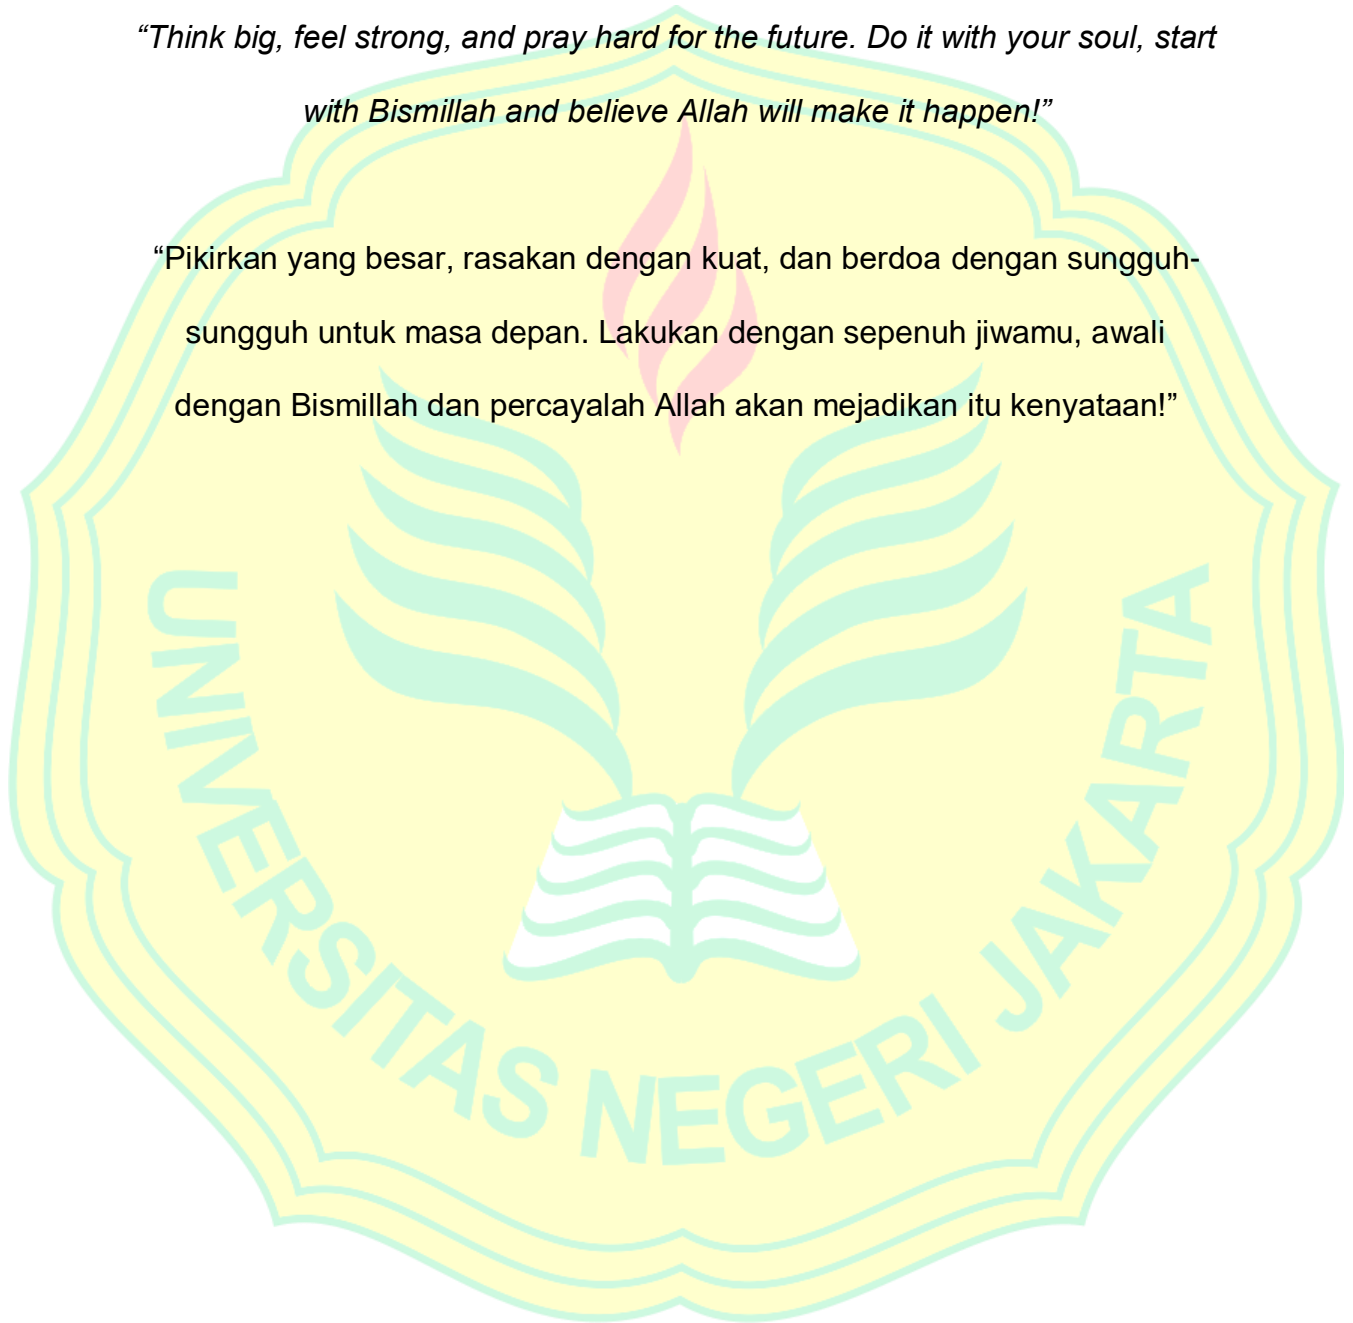 “Think big, feel strong, and pray hard for the future. Do it with your soul, start
with Bismillah and believe Allah will make it happen!”
“Pikirkan yang besar, rasakan dengan kuat, dan berdoa dengan sungguh-
sungguh untuk masa depan. Lakukan dengan sepenuh jiwamu, awali
dengan Bismillah dan percayalah Allah akan mejadikan itu kenyataan!”
UNIVERSITAS NEGERI JAKARTA